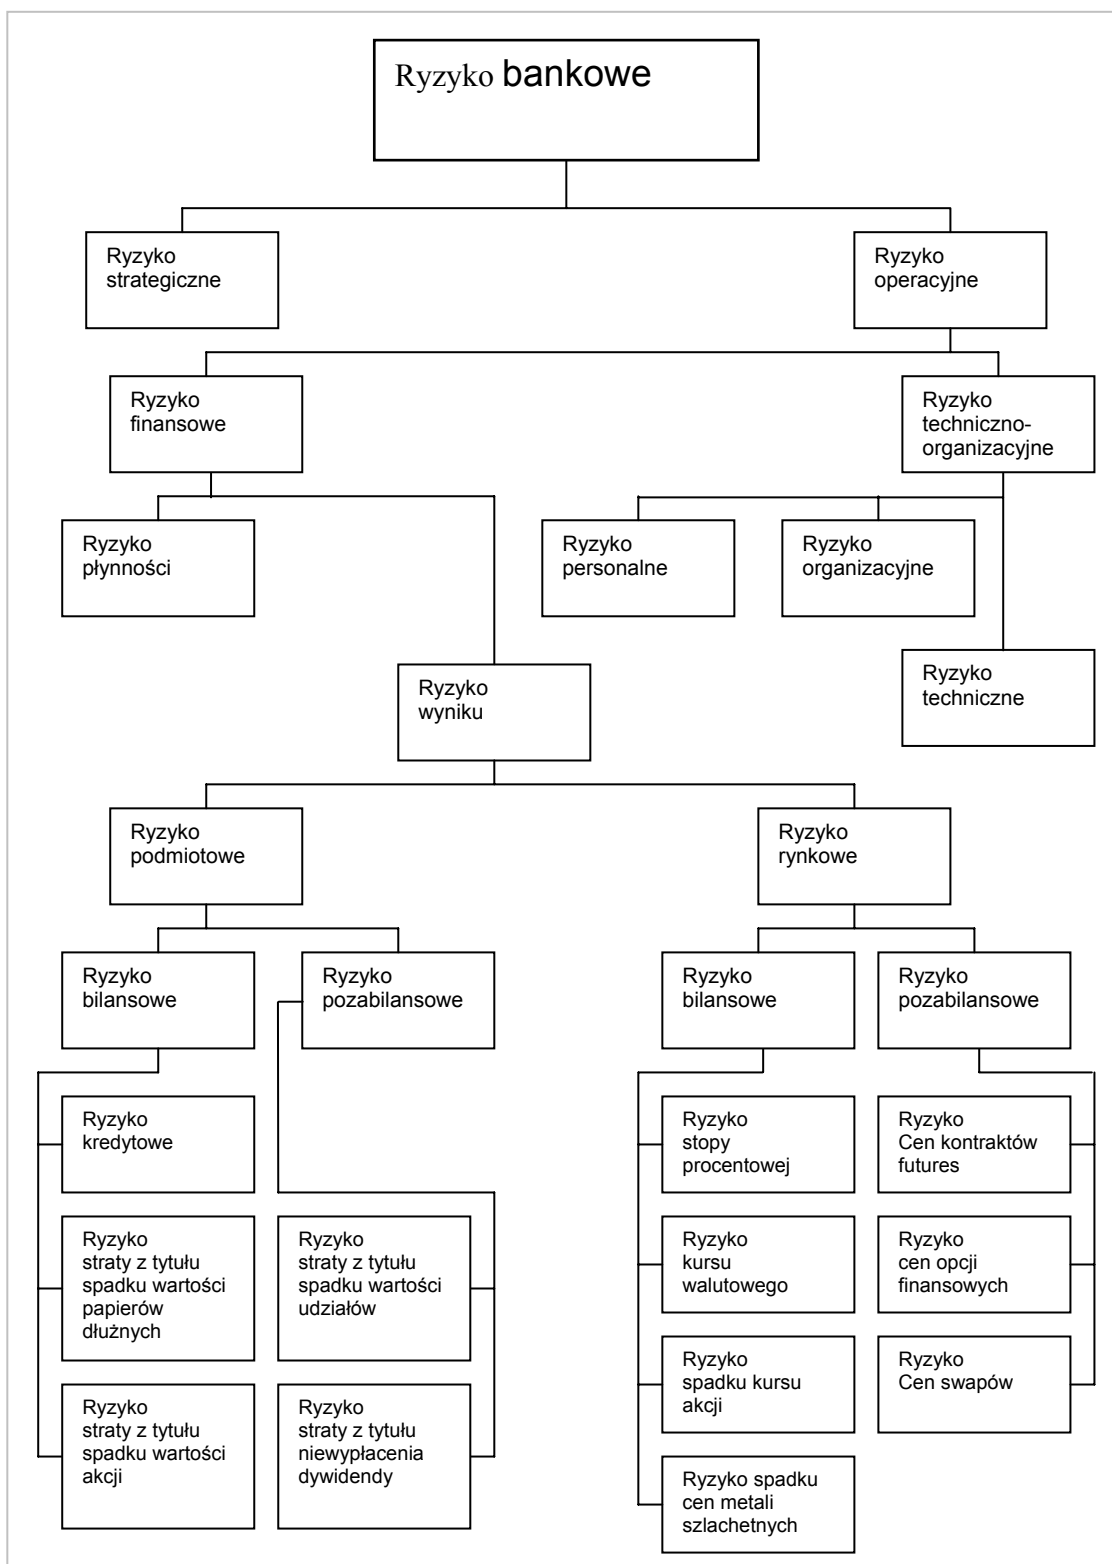 Ryzyko bankowe
Ryzyko
strategiczne
Ryzyko
operacyjne
Ryzyko
finansowe
Ryzyko
techniczno-
organizacyjne
Ryzyko
płynności
Ryzyko
personalne
Ryzyko
organizacyjne
Ryzyko
wyniku
Ryzyko
techniczne
Ryzyko
podmiotowe
Ryzyko
rynkowe
Ryzyko
bilansowe
Ryzyko
pozabilansowe
Ryzyko
bilansowe
Ryzyko
pozabilansowe
Ryzyko
kredytowe
Ryzyko
stopy
procentowej
Ryzyko
Cen kontraktów
futures
Ryzyko
straty z tytułu
spadku wartości
papierów
dłużnych
Ryzyko
straty z tytułu
spadku wartości
udziałów
Ryzyko
kursu
walutowego
Ryzyko
cen opcji
finansowych
Ryzyko
straty z tytułu
spadku wartości
akcji
Ryzyko
straty z tytułu
niewypłacenia
dywidendy
Ryzyko
spadku kursu
akcji
Ryzyko
Cen swapów
Ryzyko spadku
cen metali
szlachetnych